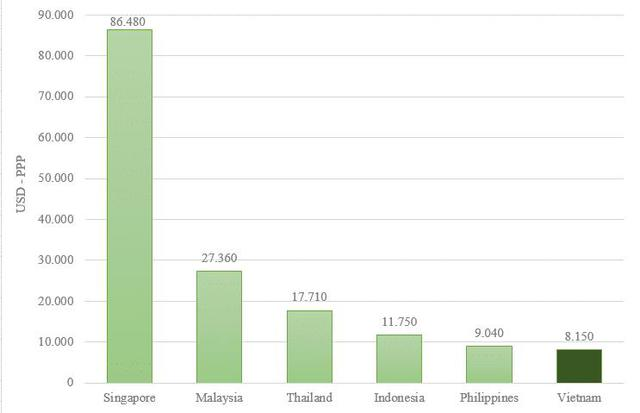 USD - PPP
90.000
80.000
70.000
60.000
50.000
40.000
30.000
20.000
10.000
0
86.480
27.360
17.710
11.750
9.040
8.150
Singapore
Malaysia
Thailand
Indonesia
Philippines
Vietnam